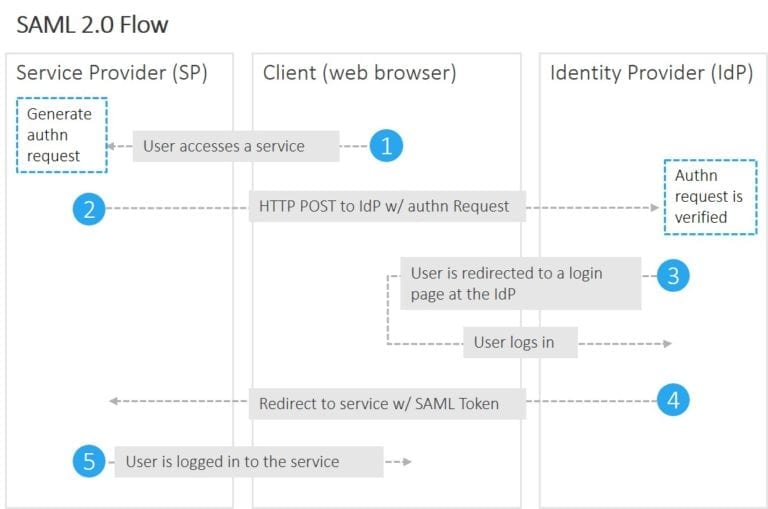 SAML 2.0 Flow
Service Provider (SP)
Client (web browser)
Identity Provider (IdP)
Generate
authn
request
User accesses a service
1
2
HTTP POST to IdP w/ authn Request
Authn
request is
verified
User is redirected to a login
page at the IdP
3
User logs in
Redirect to service w/ SAML Token
4
5
User is logged in to the service